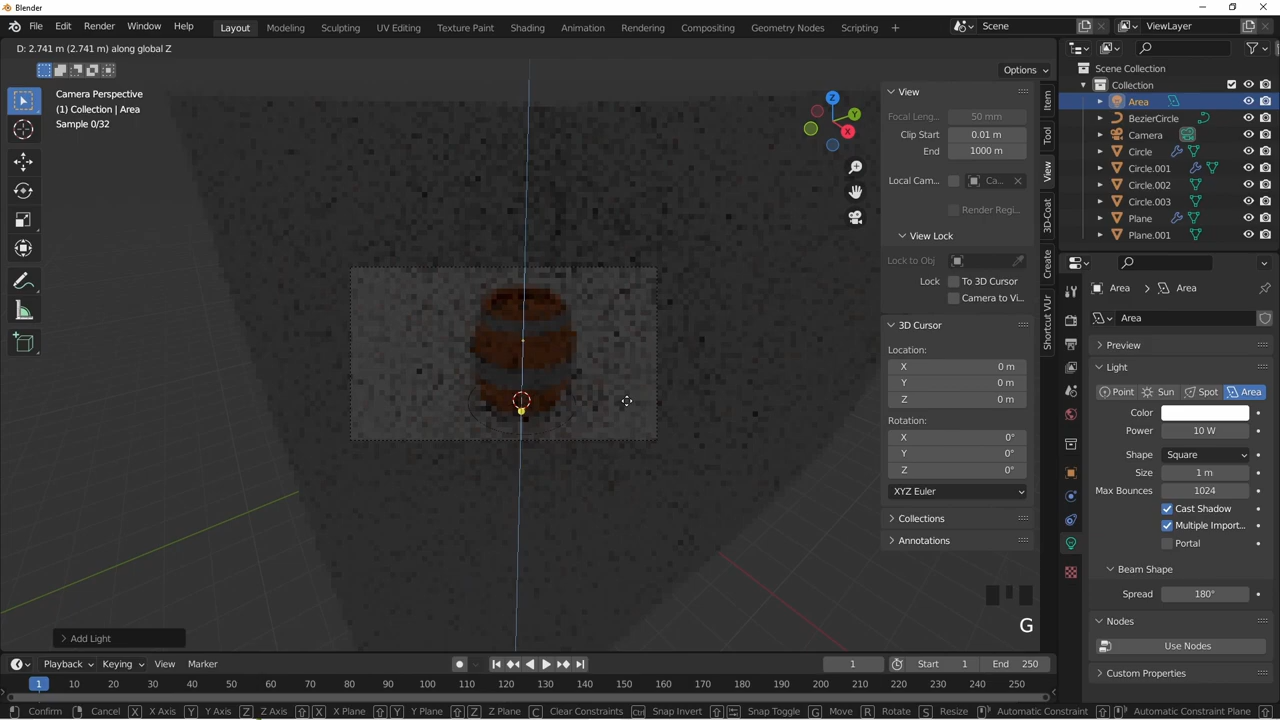 Blender
File Edit Render Window Help Layout Modeling Sculpting UV Editing Texture Paint Shading Animation Rendering Compositing Geometry Nodes Scripting + Scene ViewLayer
D: 2.741 m (2.741 m) along global Z
Options
Camera Perspective
(1) Collection | Area
Sample 0/32
Z
Y
X
View
Focal Leng... 50 mm
Clip Start 0.01 m
End 1000 m
Local Cam... Ca...
Render Regi...
View Lock
Lock to Obj
Lock To 3D Cursor
Camera to Vi...
3D Cursor
Location:
X 0 m
Y 0 m
Z 0 m
Rotation:
X 0°
Y 0°
Z 0°
XYZ Euler
Collections
Annotations
Item
Tool
View
3D-Coat
Create
Shortcut VUr
Scene Collection
Collection
Area
BezierCircle
Camera
Circle
Circle.001
Circle.002
Circle.003
Plane
Plane.001
Area Area
Area
Preview
Light
Point Sun Spot Area
Color
Power 10 W
Shape Square
Size 1 m
Max Bounces 1024
Cast Shadow
Multiple Import...
Portal
Beam Shape
Spread 180°
Nodes
Use Nodes
Custom Properties
G
Add Light
Playback Keying View Marker 1 Start 1 End 250
1 10 20 30 40 50 60 70 80 90 100 110 120 130 140 150 160 170 180 190 200 210 220 230 240 250
Confirm Cancel X X Axis Y Y Axis Z Z Axis X X Plane Y Y Plane Z Z Plane C Clear Constraints Ctrl Snap Invert Snap Toggle G Move R Rotate S Resize Automatic Constraint Automatic Constraint Plane